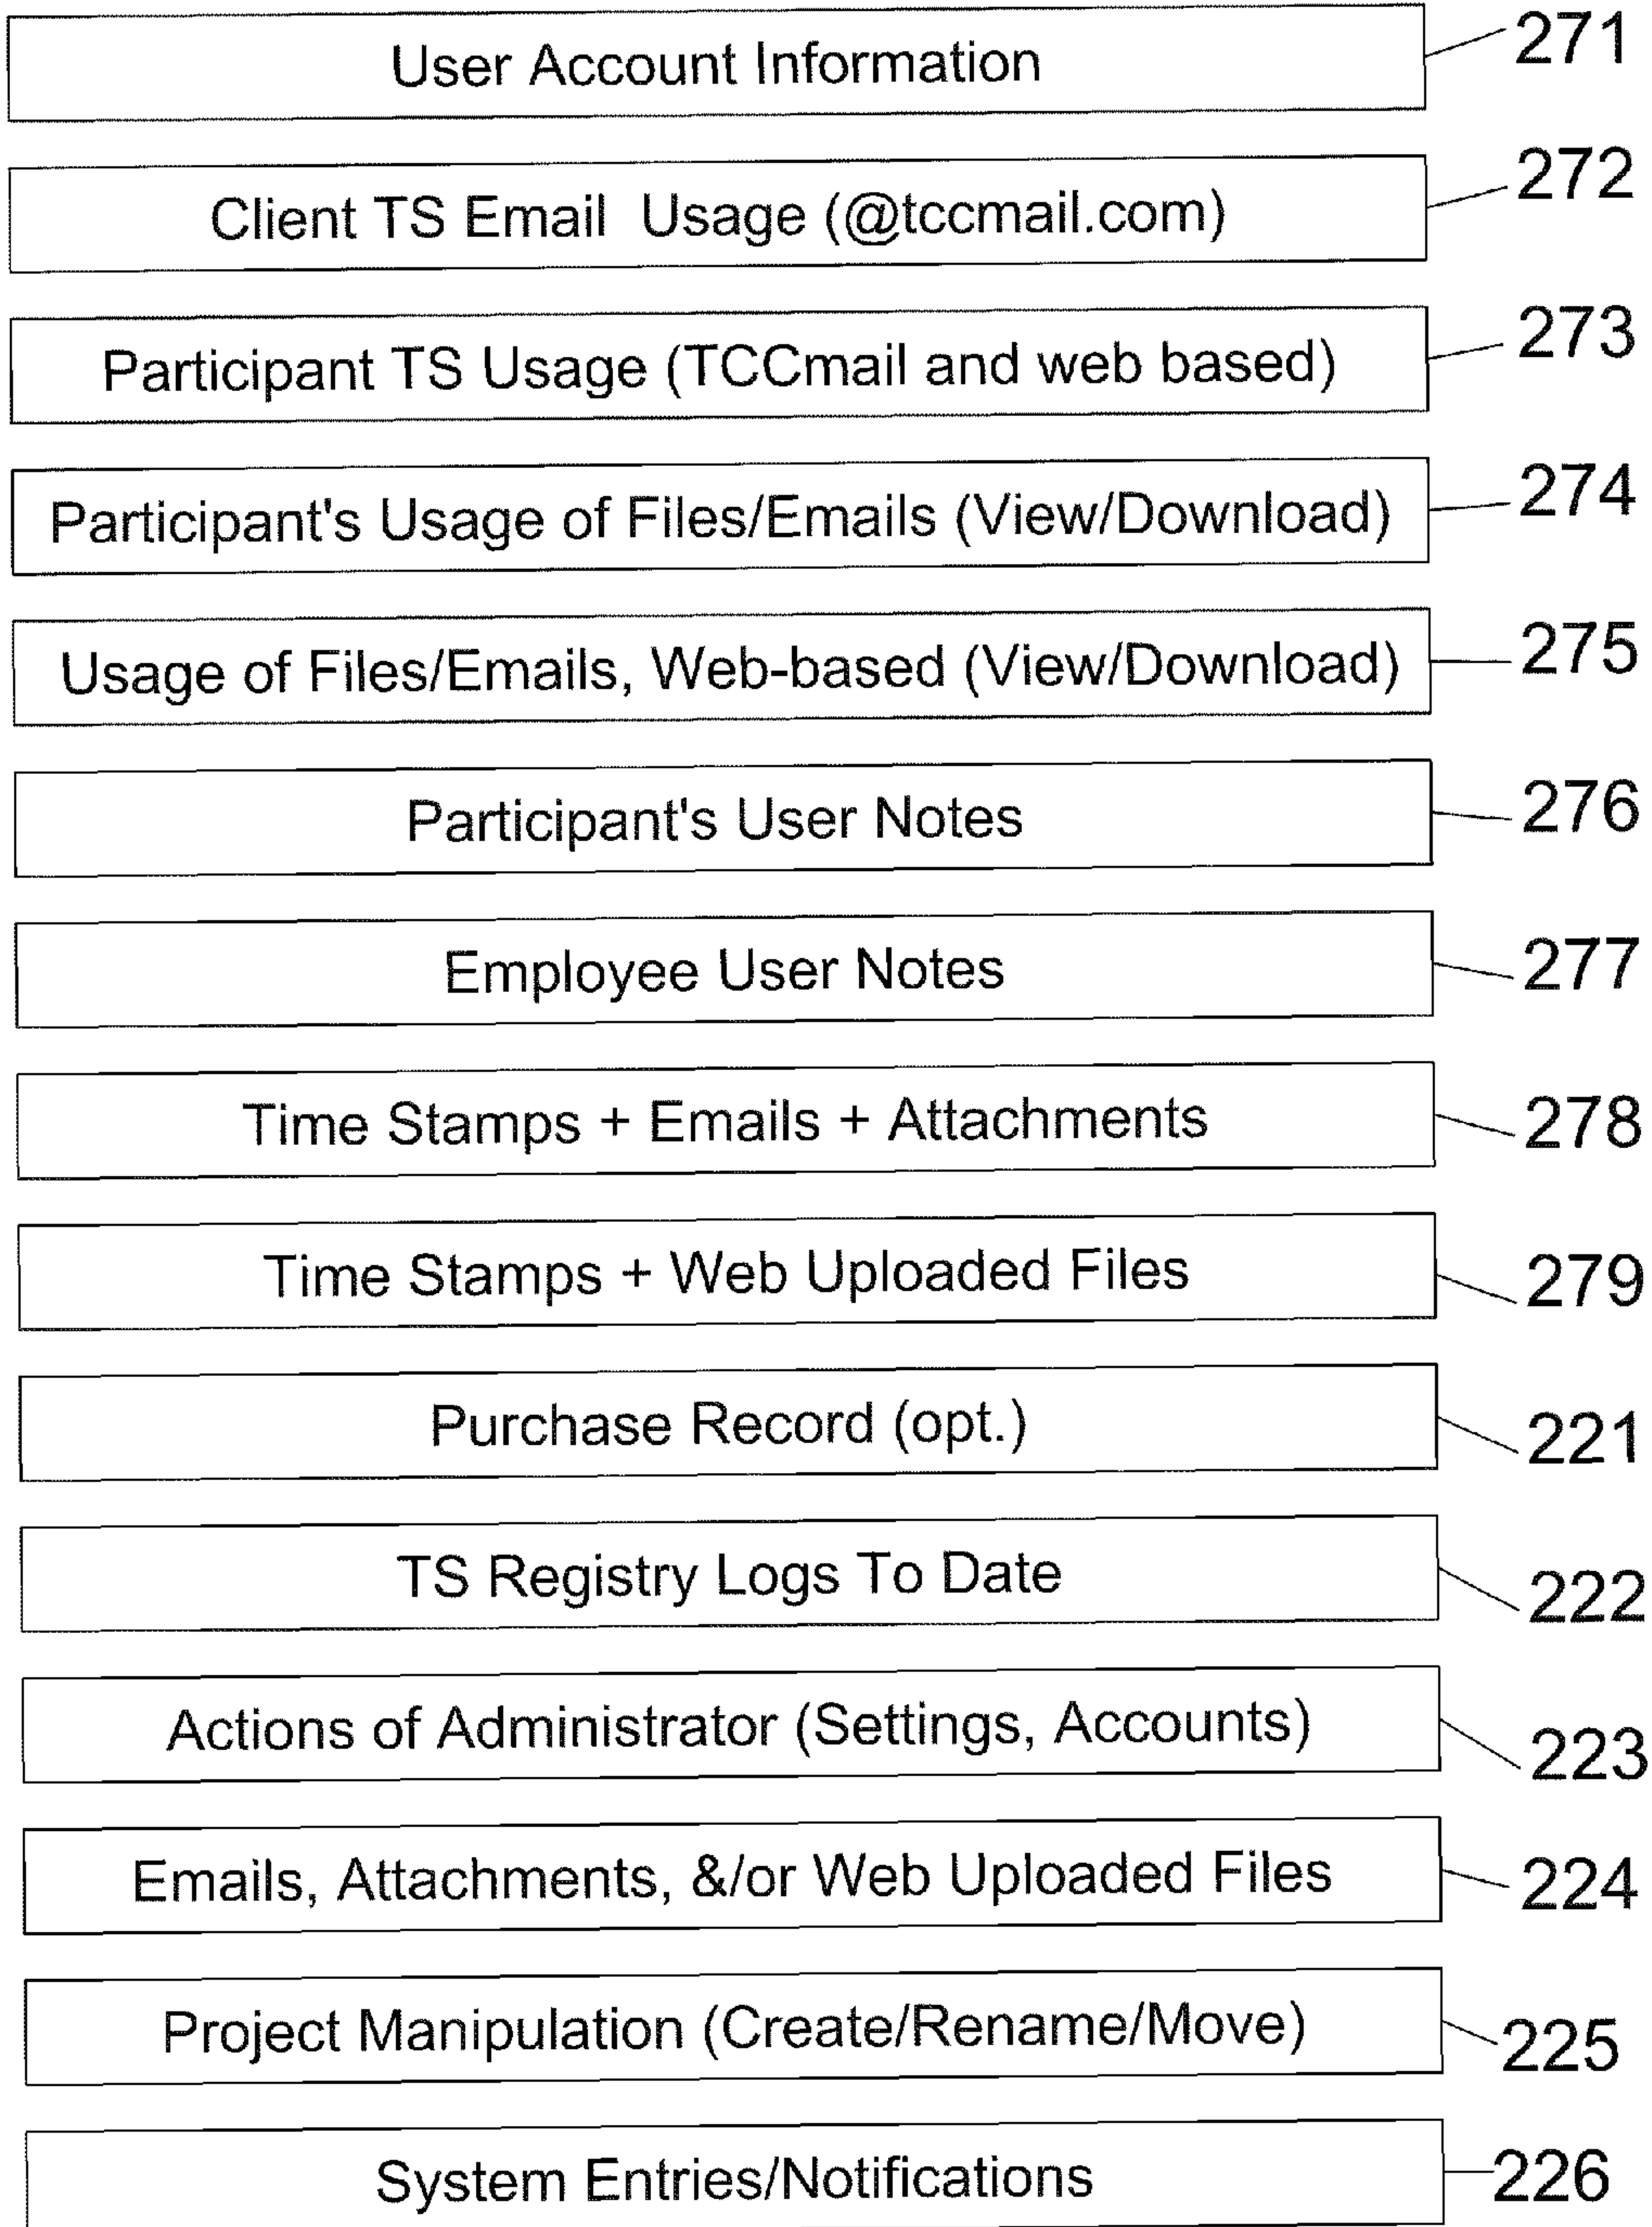 User Account Information 271
Client TS Email Usage (@tccmail.com) 272
Participant TS Usage (TCCmail and web based) 273
Participant's Usage of Files/Emails (View/Download) 274
Usage of Files/Emails, Web-based (View/Download) 275
Participant's User Notes 276
Employee User Notes 277
Time Stamps + Emails + Attachments 278
Time Stamps + Web Uploaded Files 279
Purchase Record (opt.) 221
TS Registry Logs To Date 222
Actions of Administrator (Settings, Accounts) 223
Emails, Attachments, &/or Web Uploaded Files 224
Project Manipulation (Create/Rename/Move) 225
System Entries/Notifications 226